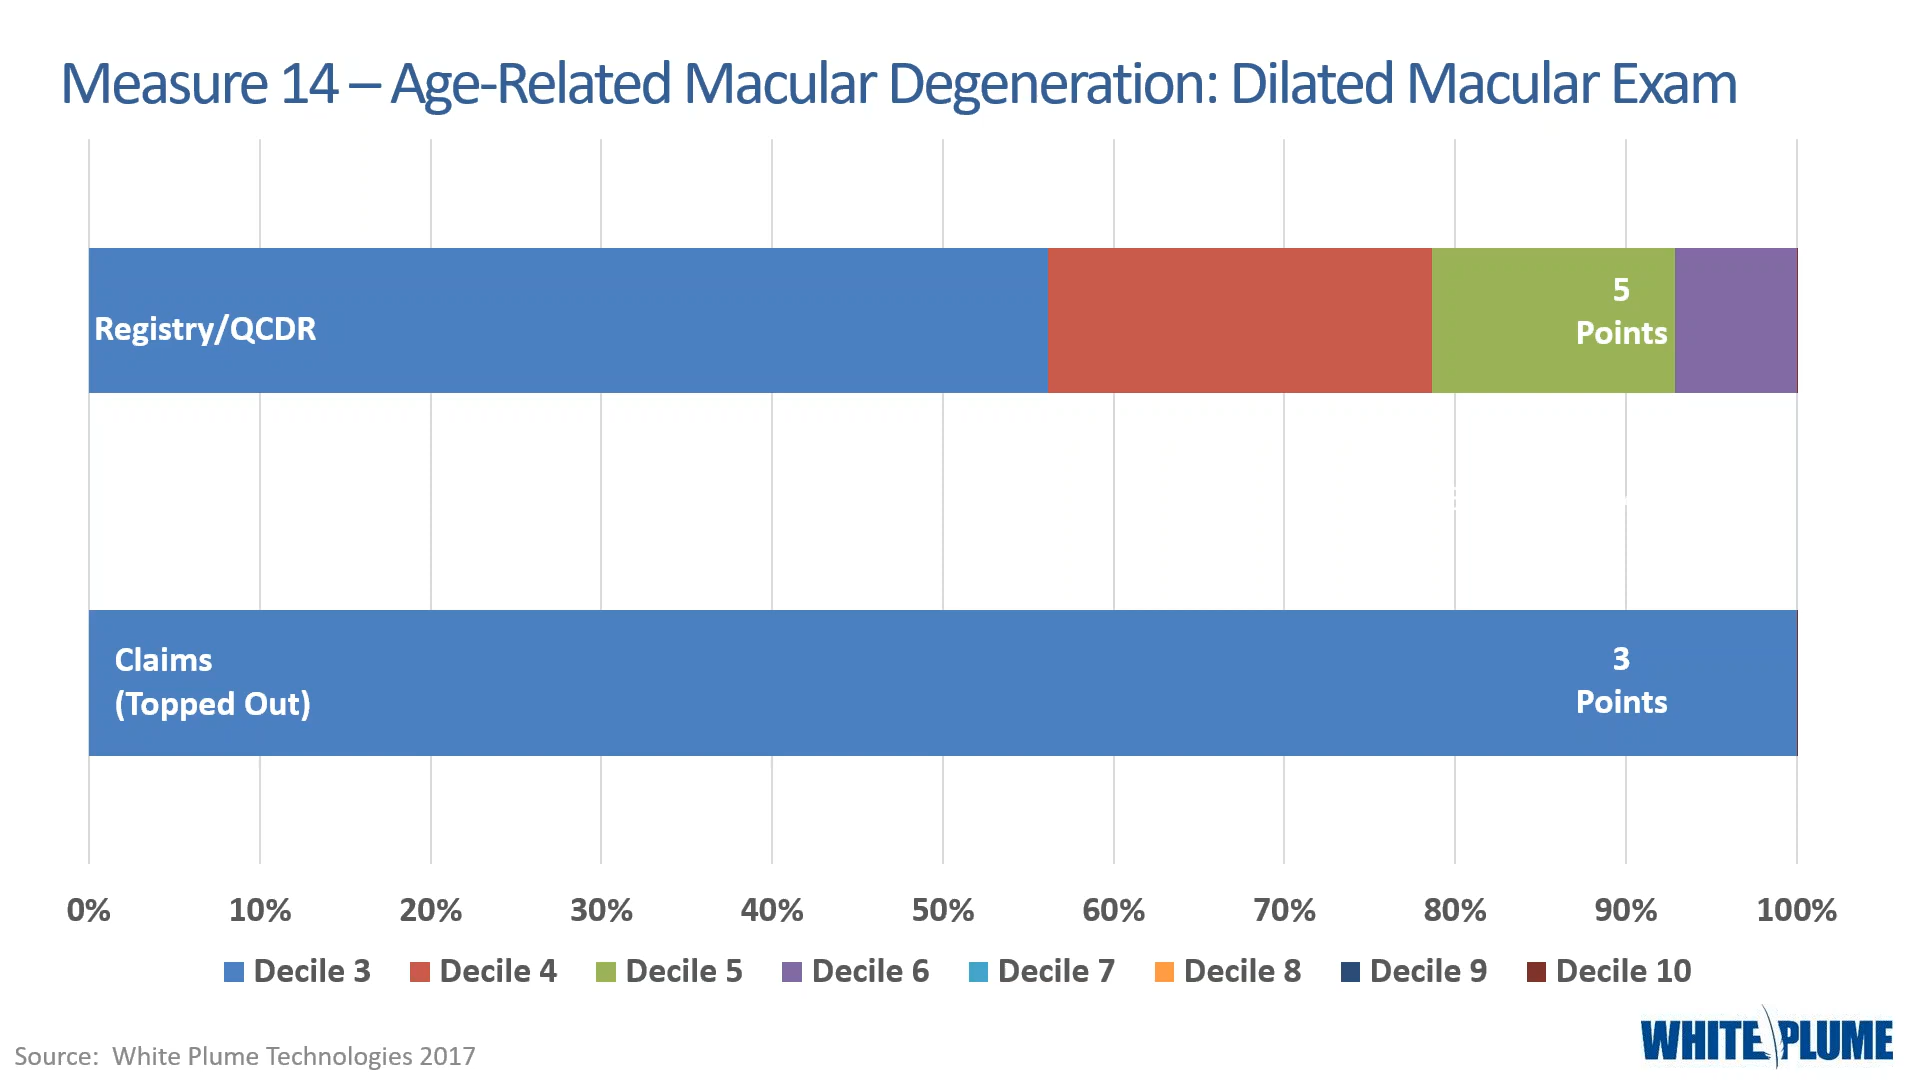 Measure 14 – Age-Related Macular Degeneration: Dilated Macular Exam
5
Points
Registry/QCDR
Claims
(Topped Out)
3
Points
0% 10% 20% 30% 40% 50% 60% 70% 80% 90% 100%
Decile 3 Decile 4 Decile 5 Decile 6 Decile 7 Decile 8 Decile 9 Decile 10
WHITE PLUME
Source: White Plume Technologies 2017